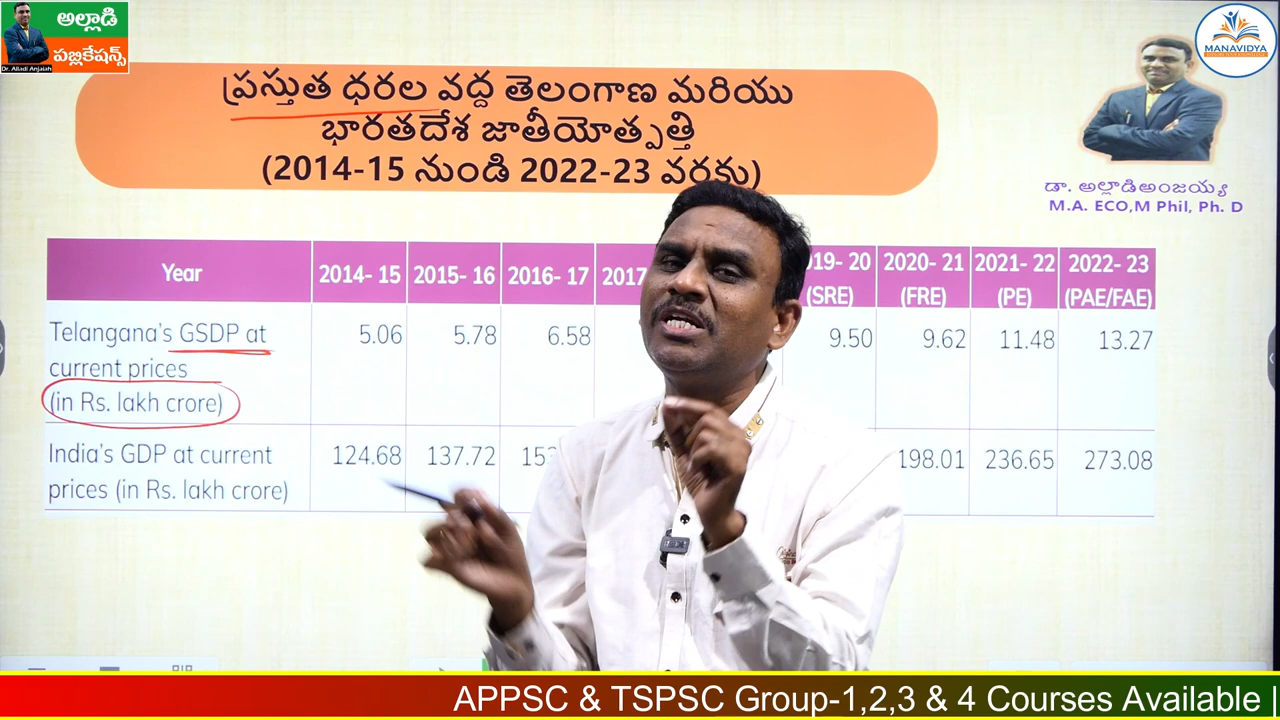 అల్లాడి
పబ్లికేషన్స్
Dr. Alladi Anjaiah
MANAVIDYA
ప్రస్తుత ధరల వద్ద తెలంగాణ మరియు
భారతదేశ జాతీయోత్పత్తి
(2014-15 నుండి 2022-23 వరకు)
డా. అల్లాడిఅంజయ్య
M.A. ECO,M Phil, Ph. D
Year 2014- 15 2015- 16 2016- 17 2017 19- 20 (SRE) 2020- 21 (FRE) 2021- 22 (PE) 2022- 23 (PAE/FAE)
Telangana's GSDP at current prices (in Rs. lakh crore) 5.06 5.78 6.58 9.50 9.62 11.48 13.27
India's GDP at current prices (in Rs. lakh crore) 124.68 137.72 153 198.01 236.65 273.08
APPSC & TSPSC Group-1,2,3 & 4 Courses Available |